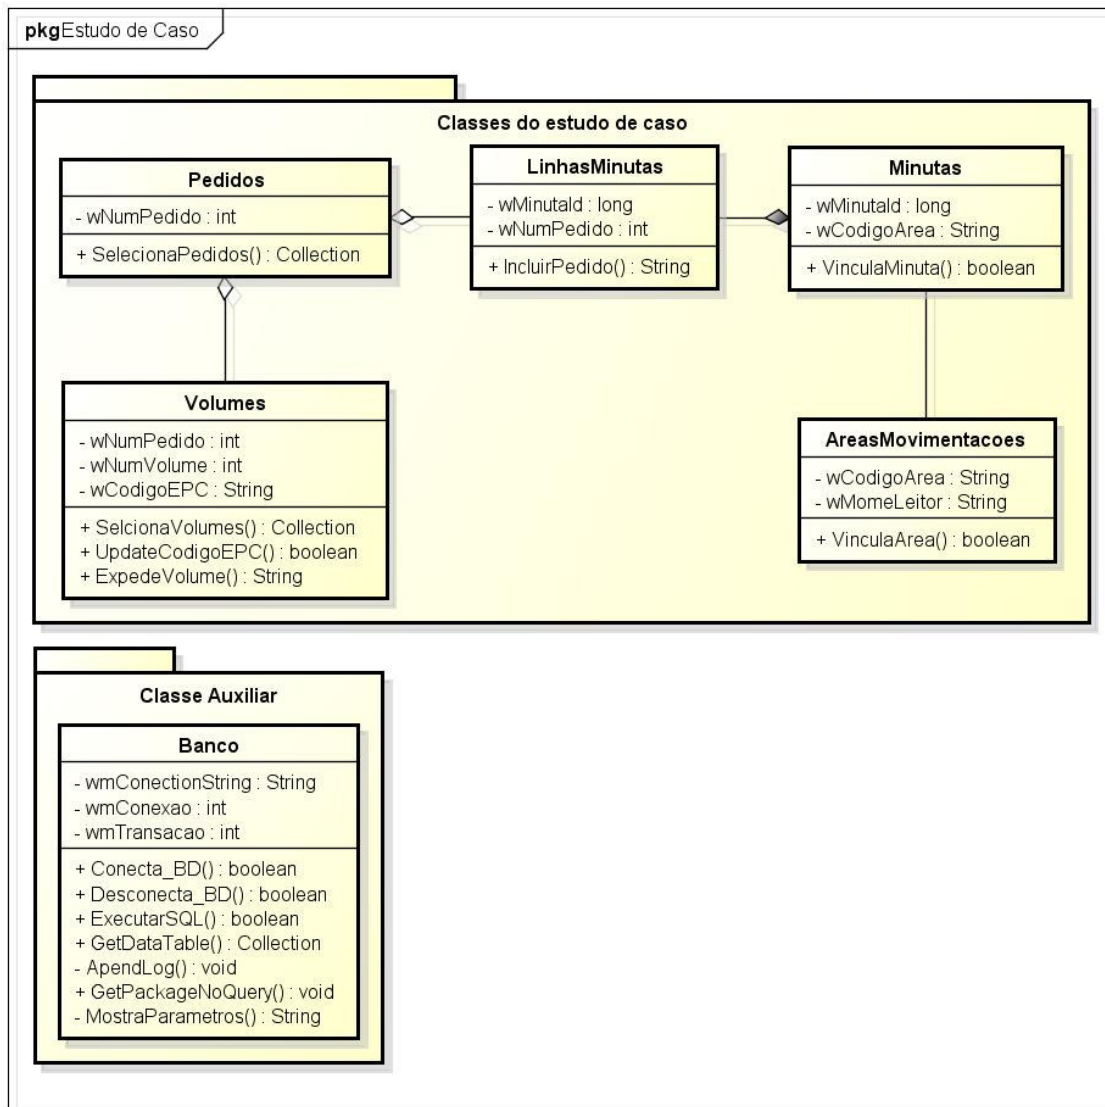 pkg Estudo de Caso
Classes do estudo de caso
Pedidos
- wNumPedido : int
+ SelecionaPedidos() : Collection
LinhasMinutas
- wMinutaId : long
- wNumPedido : int
+ IncluirPedido() : String
Minutas
- wMinutaId : long
- wCodigoArea : String
+ VinculaMinuta() : boolean
Volumes
- wNumPedido : int
- wNumVolume : int
- wCodigoEPC : String
+ SelcionaVolumes() : Collection
+ UpdateCodigoEPC() : boolean
+ ExpedeVolume() : String
AreasMovimentacoes
- wCodigoArea : String
- wMomeLeitor : String
+ VinculaArea() : boolean
Classe Auxiliar
Banco
- wmConectionString : String
- wmConexao : int
- wmTransacao : int
+ Conecta_BD() : boolean
+ Desconecta_BD() : boolean
+ ExecutarSQL() : boolean
+ GetDataTable() : Collection
- ApendLog() : void
+ GetPackageNoQuery() : void
- MostraParametros() : String